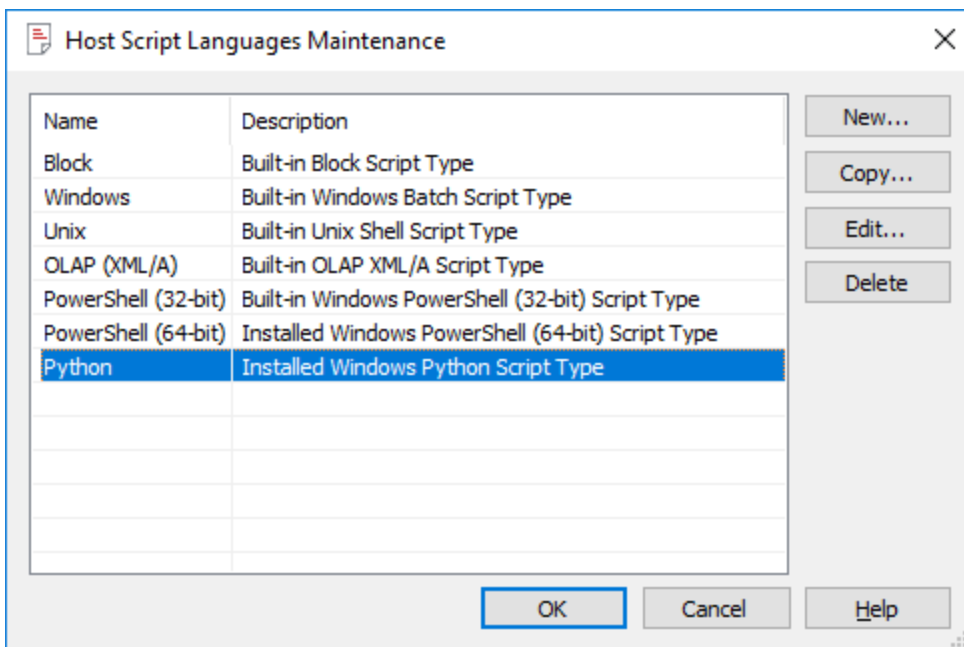 Host Script Languages Maintenance
Name Description
Block Built-in Block Script Type
Windows Built-in Windows Batch Script Type
Unix Built-in Unix Shell Script Type
OLAP (XML/A) Built-in OLAP XML/A Script Type
PowerShell (32-bit) Built-in Windows PowerShell (32-bit) Script Type
PowerShell (64-bit) Installed Windows PowerShell (64-bit) Script Type
Python Installed Windows Python Script Type
New...
Copy...
Edit...
Delete
OK Cancel Help